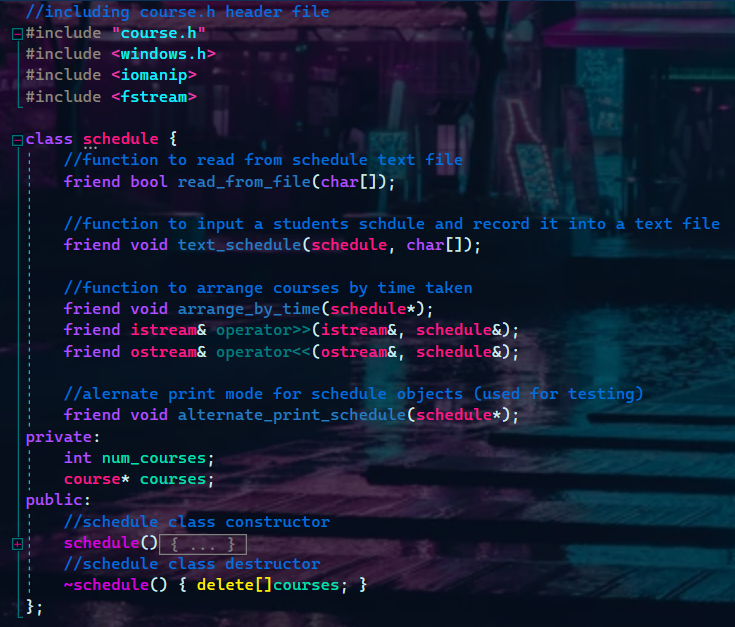 //including course.h header file
#include "course.h"
#include <windows.h>
#include <iomanip>
#include <fstream>
class schedule {
//function to read from schedule text file
friend bool read_from_file(char[]);
//function to input a students schdule and record it into a text file
friend void text_schedule(schedule, char[]);
//function to arrange courses by time taken
friend void arrange_by_time(schedule*);
friend istream& operator>>(istream&, schedule&);
friend ostream& operator<<(ostream&, schedule&);
//alernate print mode for schedule objects (used for testing)
friend void alternate_print_schedule(schedule*);
private:
int num_courses;
course* courses;
public:
//schedule class constructor
schedule(){ ... }
//schedule class destructor
~schedule() { delete[]courses; }
};